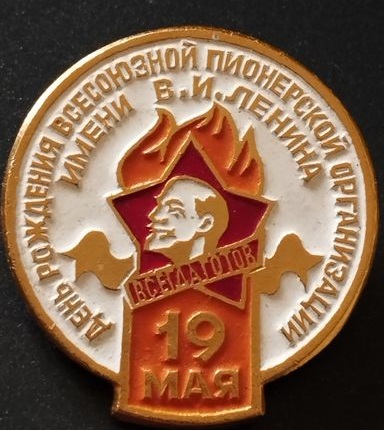 ДЕНЬ РОЖДЕНИЯ ВСЕСОЮЗНОЙ ПИОНЕРСКОЙ ОРГАНИЗАЦИИ
ИМЕНИ В.И.ЛЕНИНА
ВСЕГДА ГОТОВ
19
МАЯ